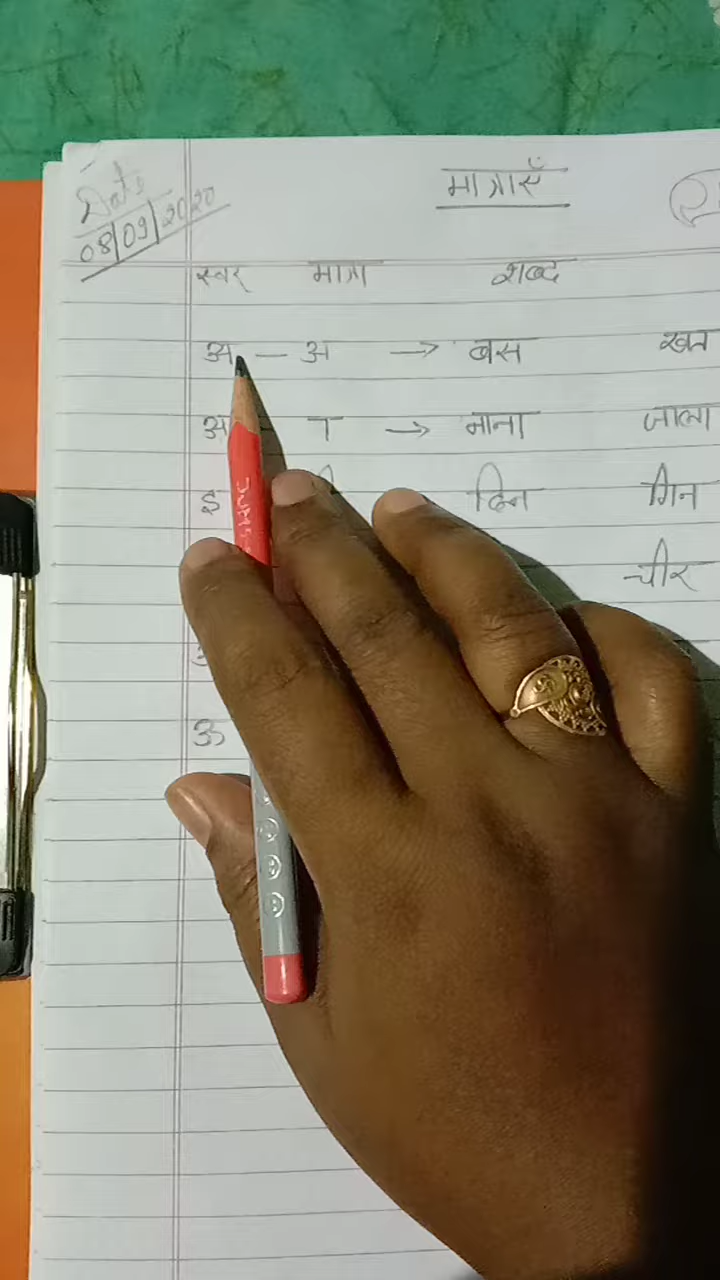 मात्राएँ
Date
08/09/2020
स्वर मात्रा शब्द
अ - अ → बस खत
आ ा → माना जाला
इ ि दिन गिन
चीर
ऊ